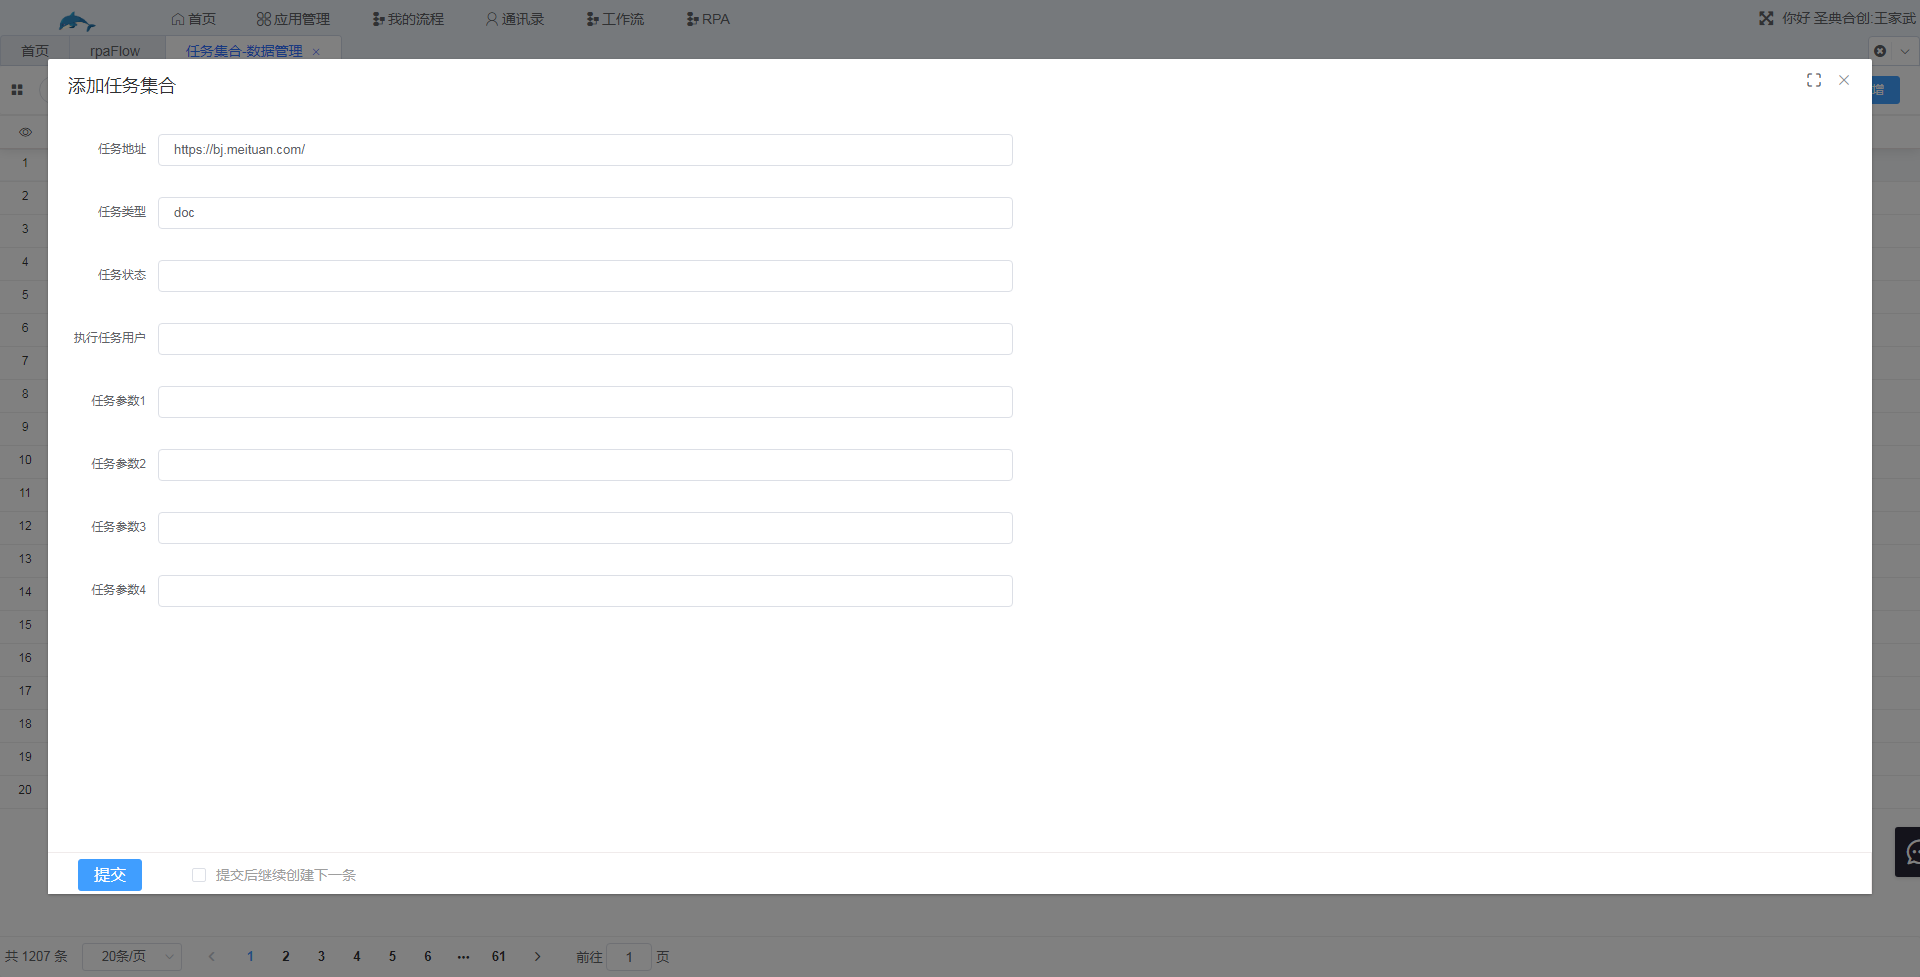 首页 应用管理 我的流程 通讯录 工作流 RPA 你好 圣典合创:王家武
首页 rpaFlow 任务集合-数据管理
添加任务集合
增
任务地址 https://bj.meituan.com/
任务类型 doc
任务状态
执行任务用户
任务参数1
任务参数2
任务参数3
任务参数4
1
2
3
4
5
6
7
8
9
10
11
12
13
14
15
16
17
18
19
20
提交 提交后继续创建下一条
共 1207 条 20条/页 1 2 3 4 5 6 ••• 61 前往 1 页